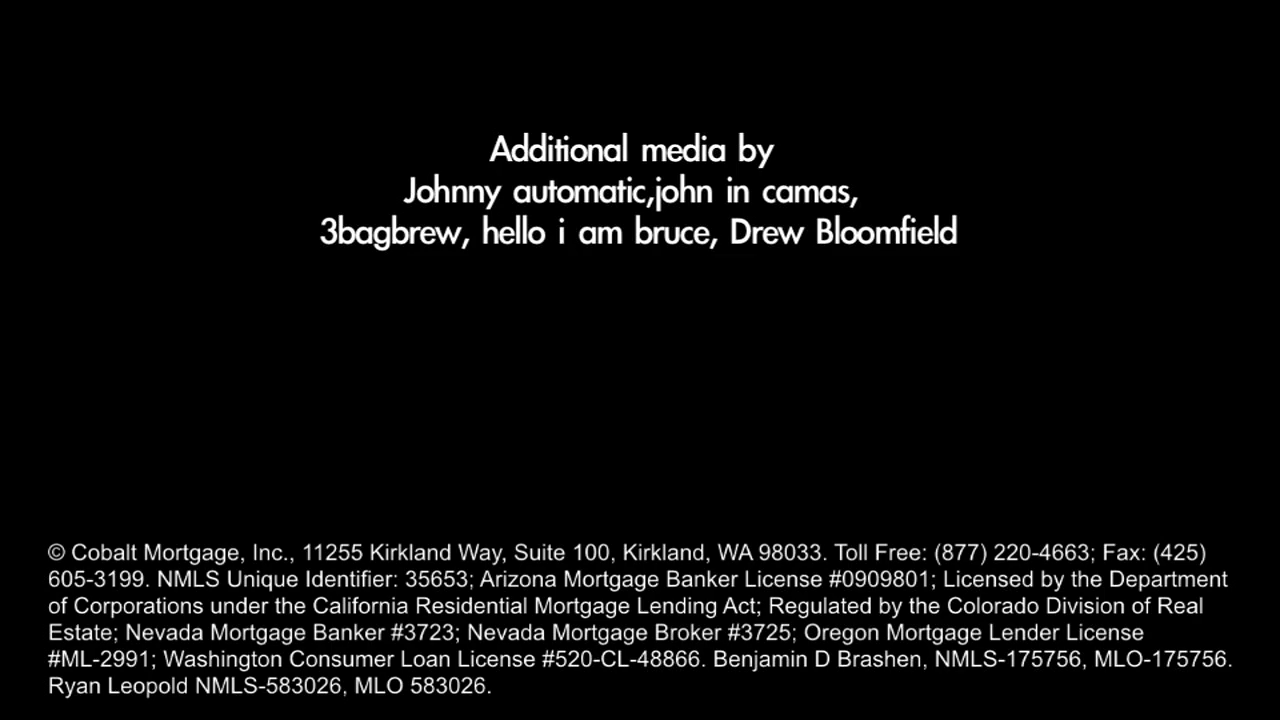 Additional media by
Johnny automatic,john in camas,
3bagbrew, hello i am bruce, Drew Bloomfield
© Cobalt Mortgage, Inc., 11255 Kirkland Way, Suite 100, Kirkland, WA 98033. Toll Free: (877) 220-4663; Fax: (425)
605-3199. NMLS Unique Identifier: 35653; Arizona Mortgage Banker License #0909801; Licensed by the Department
of Corporations under the California Residential Mortgage Lending Act; Regulated by the Colorado Division of Real
Estate; Nevada Mortgage Banker #3723; Nevada Mortgage Broker #3725; Oregon Mortgage Lender License
#ML-2991; Washington Consumer Loan License #520-CL-48866. Benjamin D Brashen, NMLS-175756, MLO-175756.
Ryan Leopold NMLS-583026, MLO 583026.